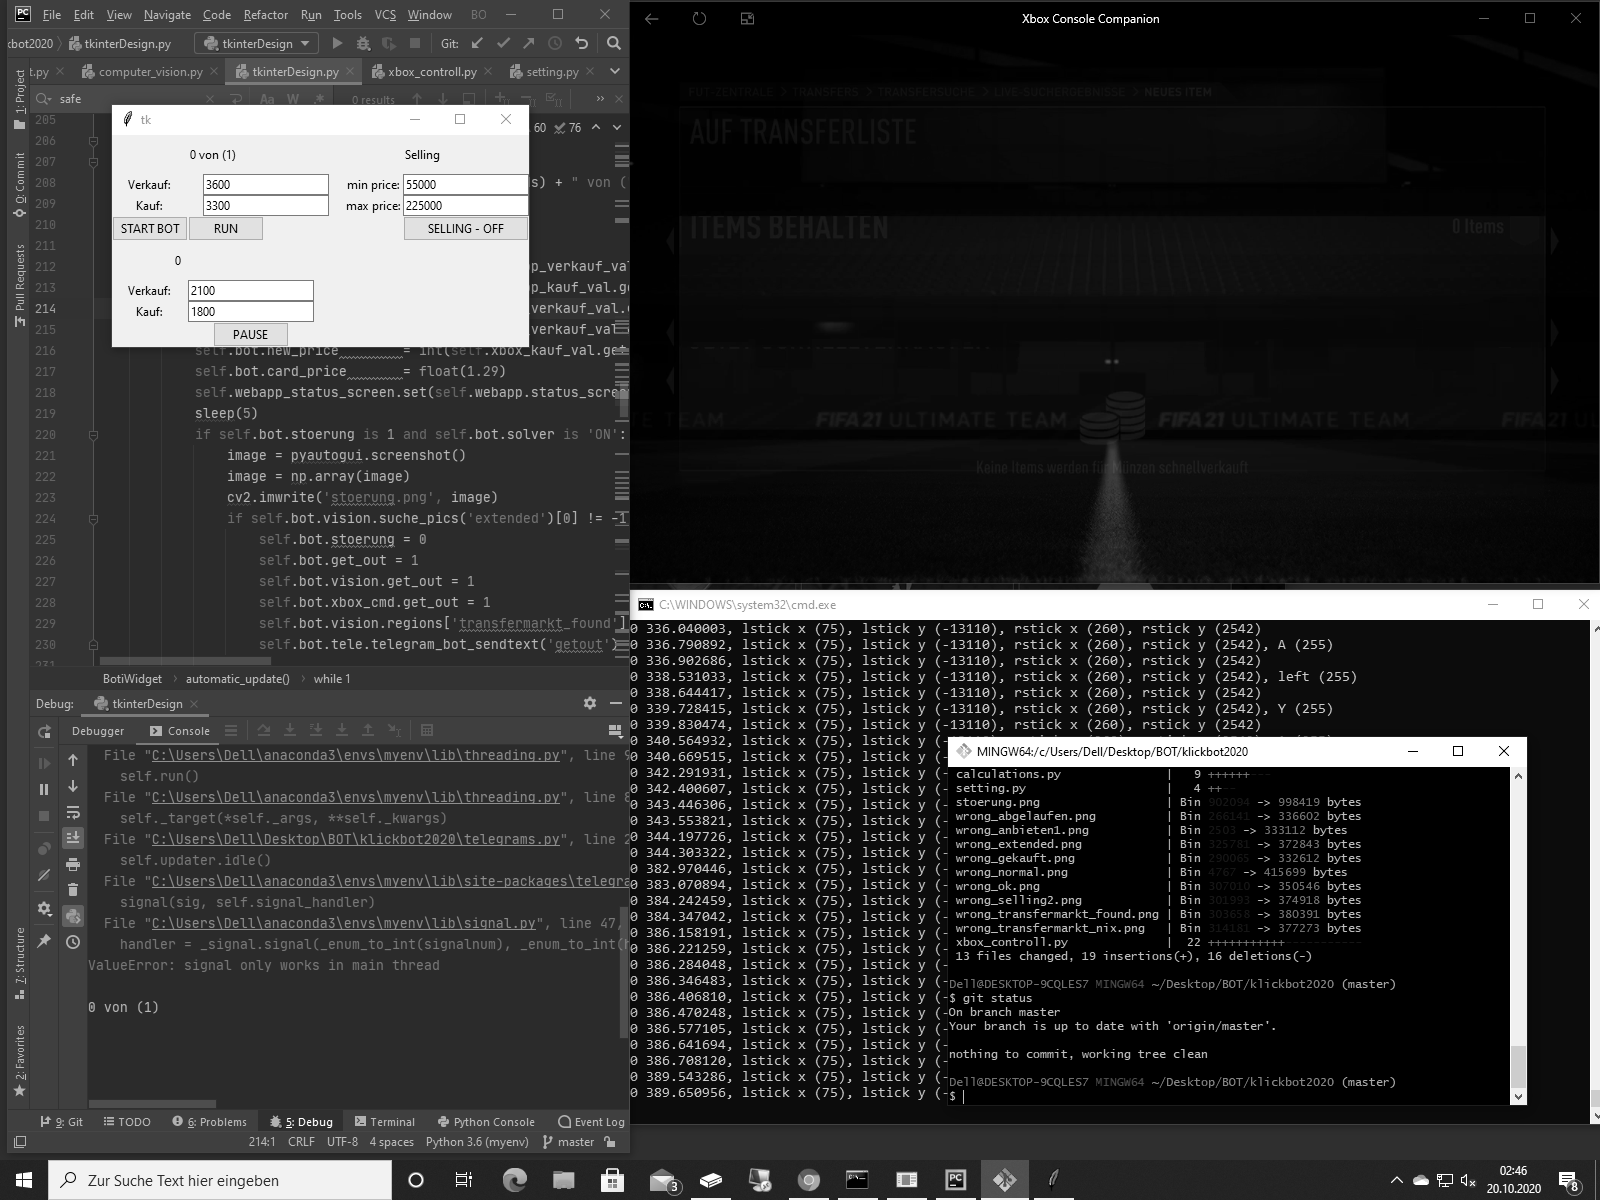 File Edit View Navigate Code Refactor Run Tools VCS Window BO
kbot2020 tkinterDesign.py tkinterDesign Git:
t.py computer_vision.py tkinterDesign.py xbox_controll.py setting.py
safe Aa W 0 results
1: Project
0: Commit
Pull Requests
7: Structure
2: Favorites
tk
0 von (1) Selling
Verkauf: 3600 min price: 55000
Kauf: 3300 max price: 225000
START BOT RUN SELLING - OFF
0
Verkauf: 2100
Kauf: 1800
PAUSE
60 76
205
206
207
208 s) + " von (
209
210
211
212 op_verkauf_val
213 p_kauf_val.ge
214 verkauf_val.
215 verkauf_val
216 self.bot.new_price = int(self.xbox_kauf_val.get
217 self.bot.card_price = float(1.29)
218 self.webapp_status_screen.set(self.webapp.status_scree
219 sleep(5)
220 if self.bot.stoerung is 1 and self.bot.solver is 'ON':
221 image = pyautogui.screenshot()
222 image = np.array(image)
223 cv2.imwrite('stoerung.png', image)
224 if self.bot.vision.suche_pics('extended')[0] != -1
225 self.bot.stoerung = 0
226 self.bot.get_out = 1
227 self.bot.vision.get_out = 1
228 self.bot.xbox_cmd.get_out = 1
229 self.bot.vision.regions['transfermarkt_found']
230 self.bot.tele.telegram_bot_sendtext('getout')
231
BotiWidget automatic_update() while 1
Debug: tkinterDesign
Debugger Console
File "C:\Users\Dell\anaconda3\envs\myenv\lib\threading.py", line 9
self.run()
File "C:\Users\Dell\anaconda3\envs\myenv\lib\threading.py", line 8
self._target(*self._args, **self._kwargs)
File "C:\Users\Dell\Desktop\BOT\klickbot2020\telegrams.py", line 2
self.updater.idle()
File "C:\Users\Dell\anaconda3\envs\myenv\lib\site-packages\telegra
signal(sig, self.signal_handler)
File "C:\Users\Dell\anaconda3\envs\myenv\lib\signal.py", line 47,
handler = _signal.signal(_enum_to_int(signalnum), _enum_to_int(h
ValueError: signal only works in main thread
0 von (1)
9: Git TODO 6: Problems 5: Debug Terminal Python Console Event Log
214:1 CRLF UTF-8 4 spaces Python 3.6 (myenv) master
Xbox Console Companion
FUT-ZENTRALE > TRANSFERS > TRANSFERSUCHE > LIVE-SUCHERGEBNISSE > NEUES ITEM
AUF TRANSFERLISTE
ITEMS BEHALTEN 0 Items
TEAM FIFA 21 ULTIMATE TEAM FIFA 21 ULTIMATE TEAM
Keine Items werden für Münzen schnellverkauft
C:\WINDOWS\system32\cmd.exe
0 336.040003, lstick x (75), lstick y (-13110), rstick x (260), rstick y (2542)
0 336.790892, lstick x (75), lstick y (-13110), rstick x (260), rstick y (2542), A (255)
0 336.902686, lstick x (75), lstick y (-13110), rstick x (260), rstick y (2542)
0 338.531033, lstick x (75), lstick y (-13110), rstick x (260), rstick y (2542), left (255)
0 338.644417, lstick x (75), lstick y (-13110), rstick x (260), rstick y (2542)
0 339.728415, lstick x (75), lstick y (-13110), rstick x (260), rstick y (2542), Y (255)
0 339.830474, lstick x (75), lstick y (-13110), rstick x (260), rstick y (2542)
0 340.564932, lstick x (75), lstick y (-
0 340.669515, lstick x (75), lstick y (-
0 342.291931, lstick x (75), lstick y (-
0 342.400607, lstick x (75), lstick y (-
0 343.446306, lstick x (75), lstick y (-
0 343.553821, lstick x (75), lstick y (-
0 344.197726, lstick x (75), lstick y (-
0 344.303322, lstick x (75), lstick y (-
0 382.970446, lstick x (75), lstick y (-
0 383.070894, lstick x (75), lstick y (-
0 384.242459, lstick x (75), lstick y (-
0 384.347042, lstick x (75), lstick y (-
0 386.158191, lstick x (75), lstick y (-
0 386.221259, lstick x (75), lstick y (-
0 386.284048, lstick x (75), lstick y (-
0 386.346483, lstick x (75), lstick y (-
0 386.406810, lstick x (75), lstick y (-
0 386.470248, lstick x (75), lstick y (-
0 386.577105, lstick x (75), lstick y (-
0 386.641694, lstick x (75), lstick y (-
0 386.708120, lstick x (75), lstick y (-
0 389.543286, lstick x (75), lstick y (-
0 389.650956, lstick x (75), lstick y (-
MINGW64:/c/Users/Dell/Desktop/BOT/klickbot2020
calculations.py | 9 ++++++---
setting.py | 4 ++--
stoerung.png | Bin 902094 -> 998419 bytes
wrong_abgelaufen.png | Bin 266141 -> 336602 bytes
wrong_anbieten1.png | Bin 2503 -> 333112 bytes
wrong_extended.png | Bin 325781 -> 372843 bytes
wrong_gekauft.png | Bin 290065 -> 332612 bytes
wrong_normal.png | Bin 4767 -> 415699 bytes
wrong_ok.png | Bin 307010 -> 350546 bytes
wrong_selling2.png | Bin 301993 -> 374918 bytes
wrong_transfermarkt_found.png | Bin 303658 -> 380391 bytes
wrong_transfermarkt_nix.png | Bin 314181 -> 377273 bytes
xbox_controll.py | 22 +++++++++++-----------
13 files changed, 19 insertions(+), 16 deletions(-)
Dell@DESKTOP-9CQLES7 MINGW64 ~/Desktop/BOT/klickbot2020 (master)
$ git status
On branch master
Your branch is up to date with 'origin/master'.
nothing to commit, working tree clean
Dell@DESKTOP-9CQLES7 MINGW64 ~/Desktop/BOT/klickbot2020 (master)
$
Zur Suche Text hier eingeben 3 02:46
20.10.2020 8